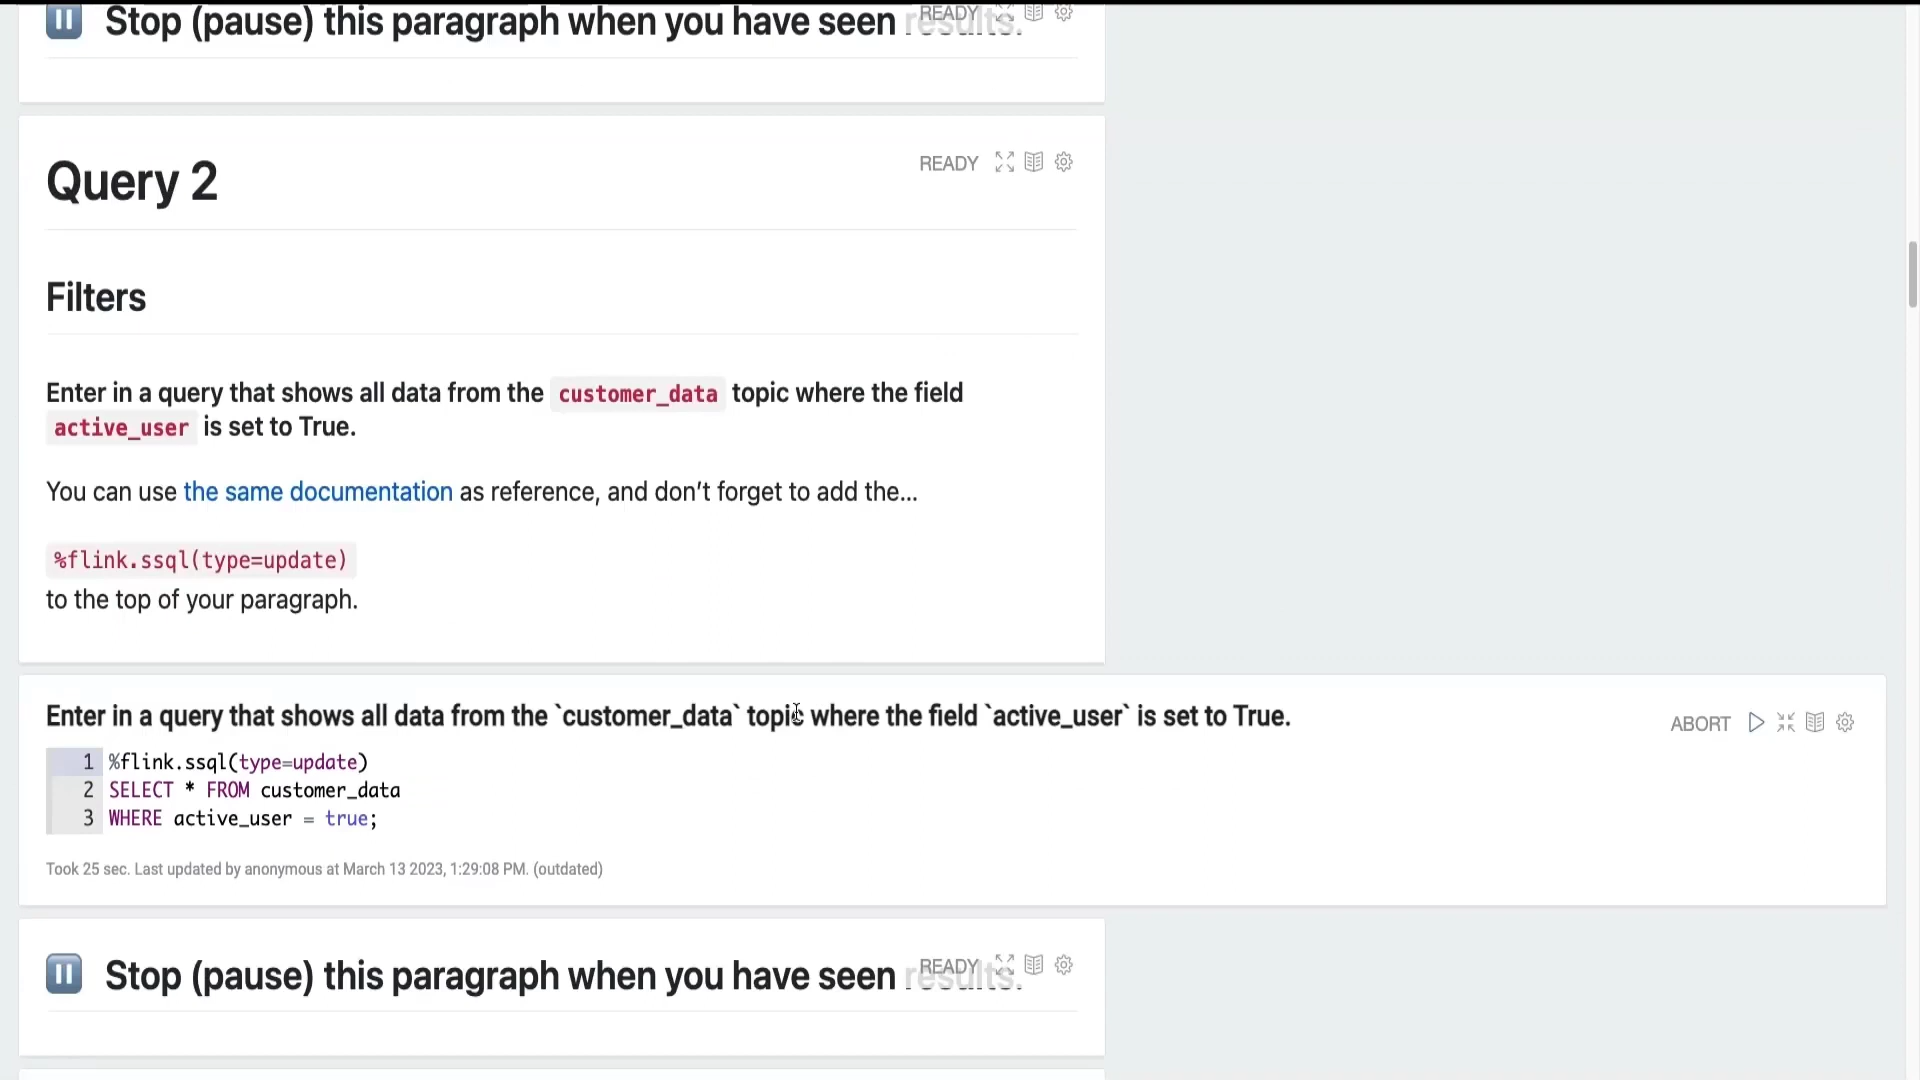 Stop (pause) this paragraph when you have seen results.
READY
Query 2
READY
Filters
Enter in a query that shows all data from the customer_data topic where the field
active_user is set to True.
You can use the same documentation as reference, and don’t forget to add the...
%flink.ssql(type=update)
to the top of your paragraph.
Enter in a query that shows all data from the `customer_data` topic where the field `active_user` is set to True.
ABORT
1 %flink.ssql(type=update)
2 SELECT * FROM customer_data
3 WHERE active_user = true;
Took 25 sec. Last updated by anonymous at March 13 2023, 1:29:08 PM. (outdated)
Stop (pause) this paragraph when you have seen results.
READY